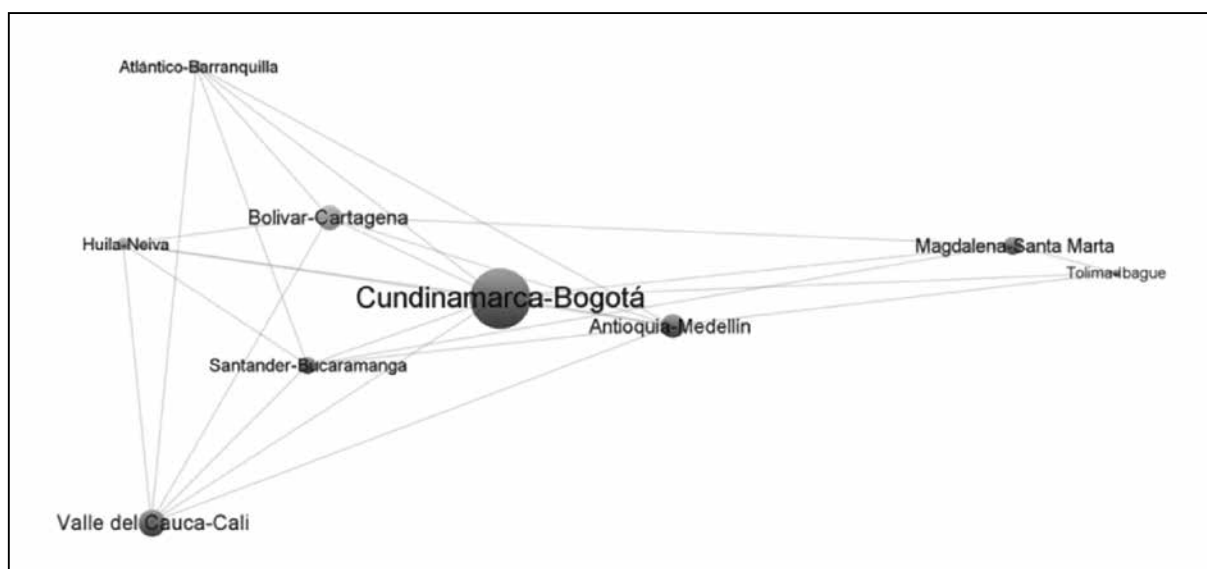 Atlántico-Barranquilla
Bolivar-Cartagena
Huila-Neiva
Magdalena-Santa Marta
Tolima-Ibague
Cundinamarca-Bogotá
Antioquia-Medellín
Santander-Bucaramanga
Valle del Cauca-Cali